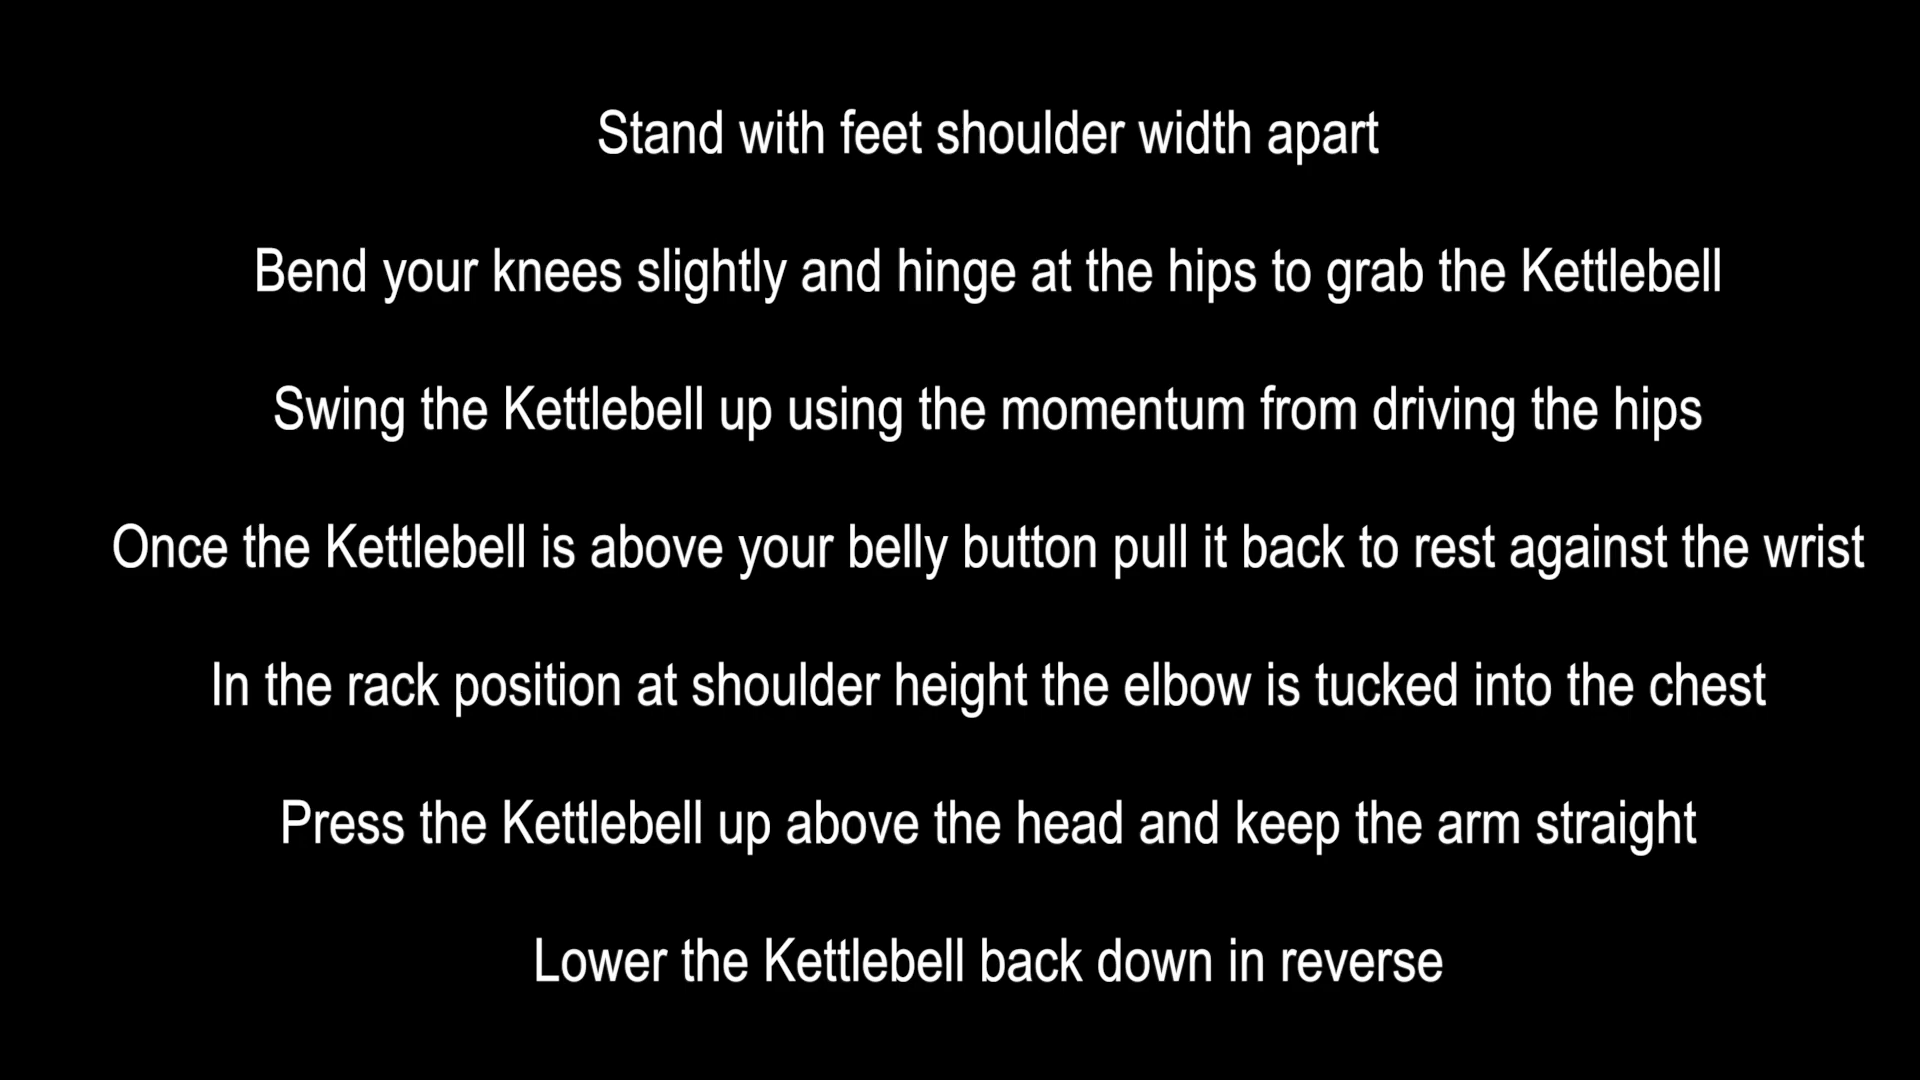 Stand with feet shoulder width apart
Bend your knees slightly and hinge at the hips to grab the Kettlebell
Swing the Kettlebell up using the momentum from driving the hips
Once the Kettlebell is above your belly button pull it back to rest against the wrist
In the rack position at shoulder height the elbow is tucked into the chest
Press the Kettlebell up above the head and keep the arm straight
Lower the Kettlebell back down in reverse